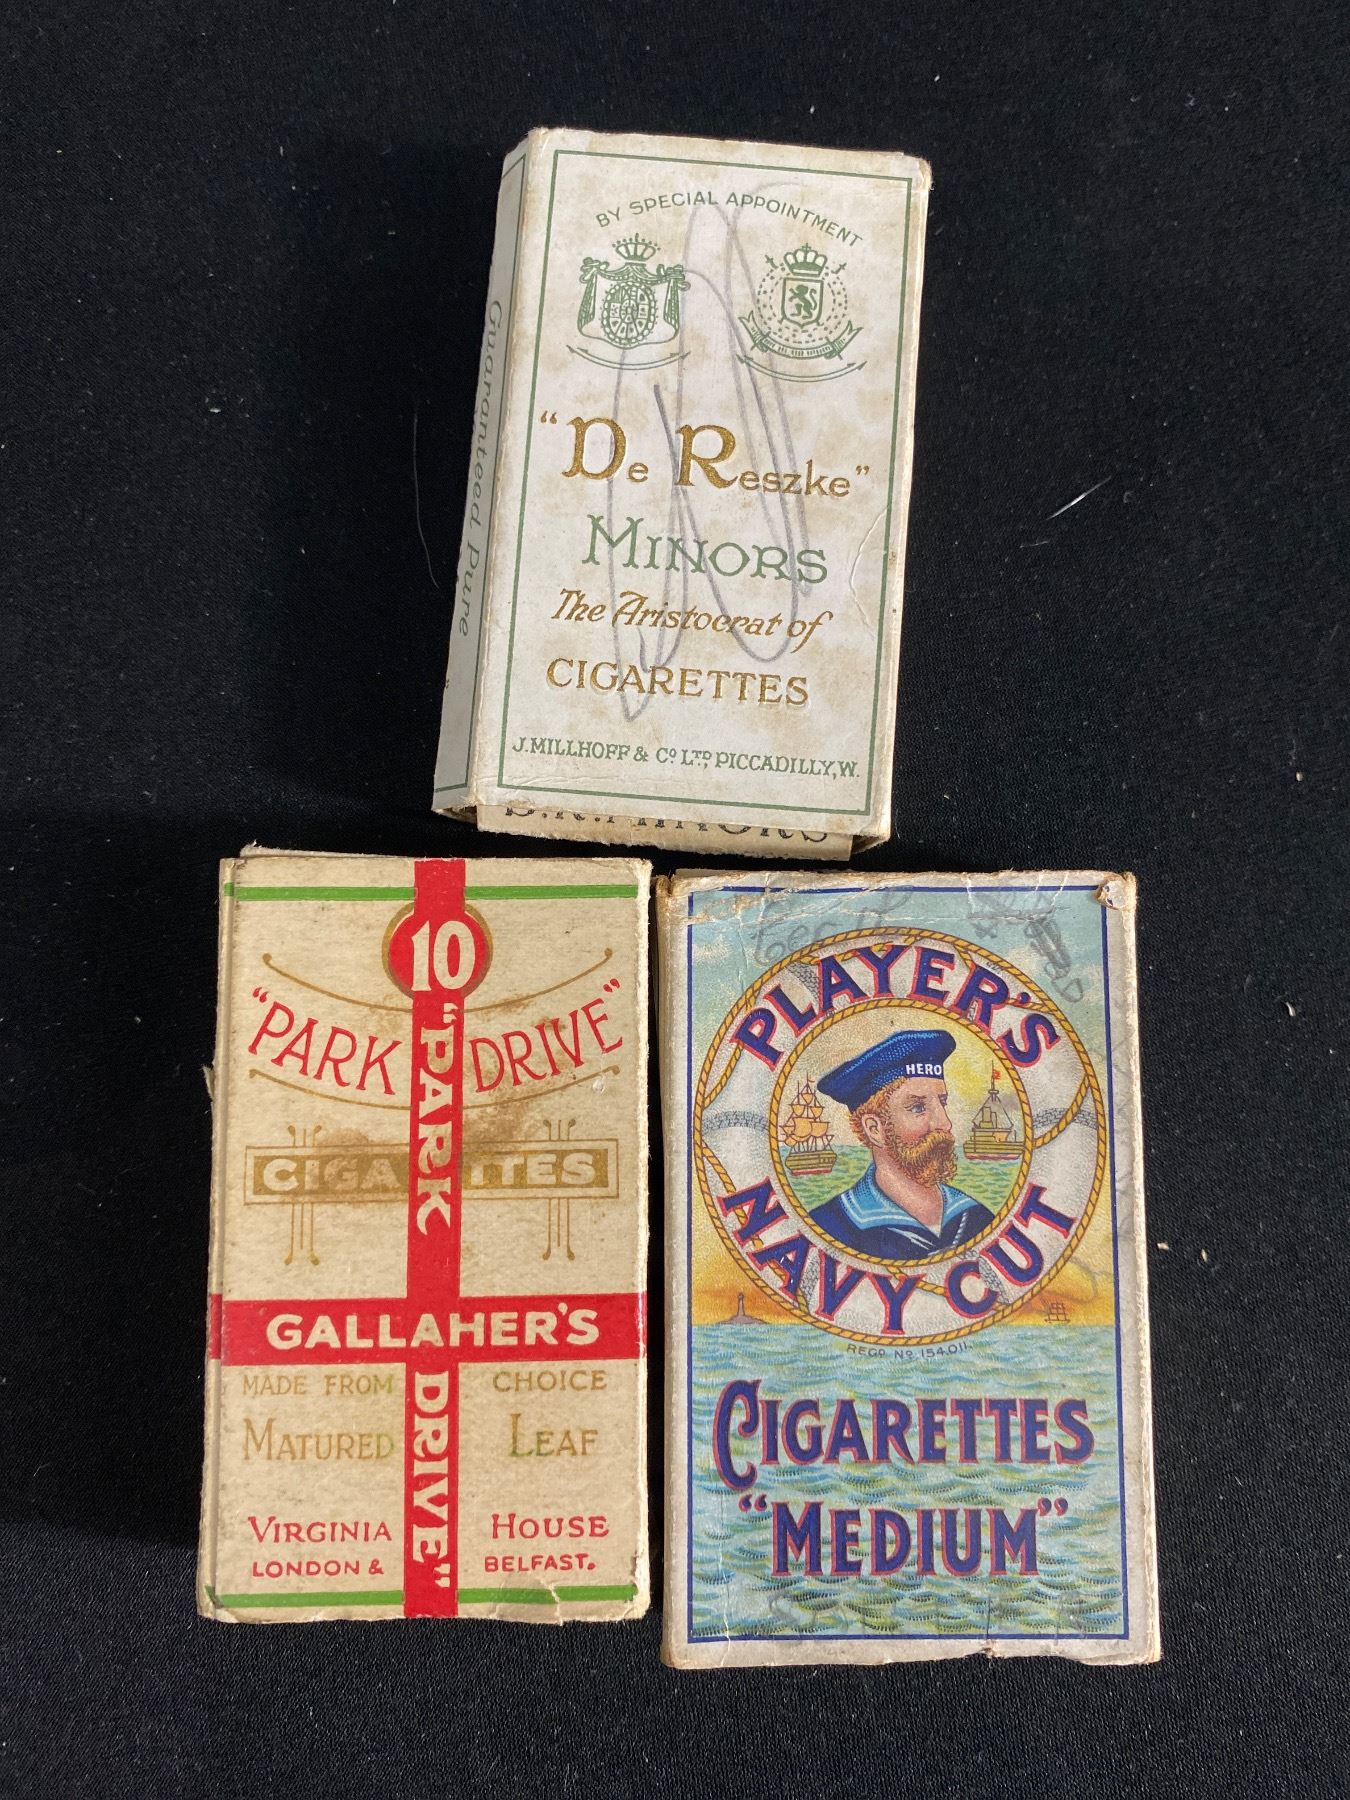 BY SPECIAL APPOINTMENT
"De Reszke"
MINORS
The Aristocrat of
CIGARETTES
J. MILLHOFF & Cº LTD, PICCADILLY, W.
Guaranteed Pure
10
"PARK DRIVE"
CIGA TTES
"PARK DRIVE"
GALLAHER'S
MADE FROM CHOICE
MATURED LEAF
VIRGINIA HOUSE
LONDON & BELFAST.
PLAYER'S
HERO
NAVY CUT
REGD Nº 154,011.
CIGARETTES
"MEDIUM"